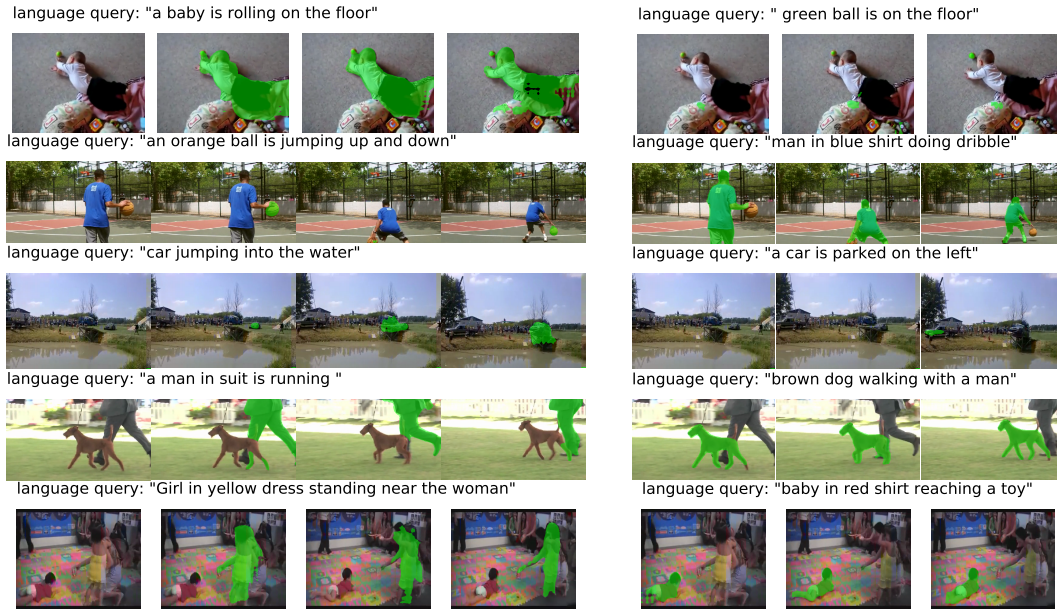 language query: "a baby is rolling on the floor"
language query: " green ball is on the floor"
language query: "an orange ball is jumping up and down"
language query: "man in blue shirt doing dribble"
language query: "car jumping into the water"
language query: "a car is parked on the left"
language query: "a man in suit is running "
language query: "brown dog walking with a man"
language query: "Girl in yellow dress standing near the woman"
language query: "baby in red shirt reaching a toy"